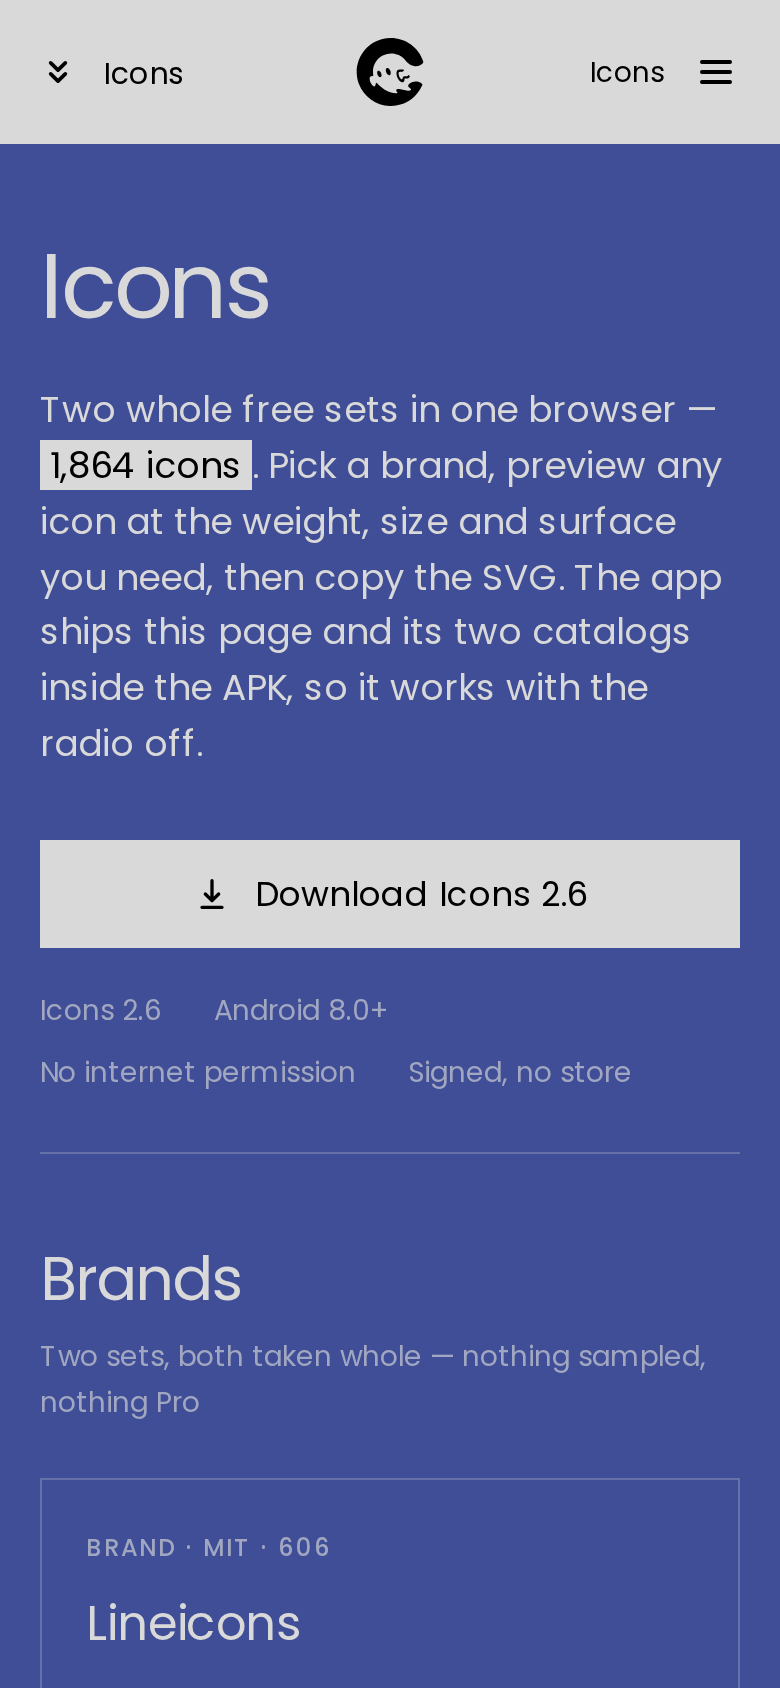 Icons
Icons
Icons
Two whole free sets in one browser —
1,864 icons. Pick a brand, preview any
icon at the weight, size and surface
you need, then copy the SVG. The app
ships this page and its two catalogs
inside the APK, so it works with the
radio off.
Download Icons 2.6
Icons 2.6 Android 8.0+
No internet permission Signed, no store
Brands
Two sets, both taken whole — nothing sampled,
nothing Pro
BRAND · MIT · 606
Lineicons